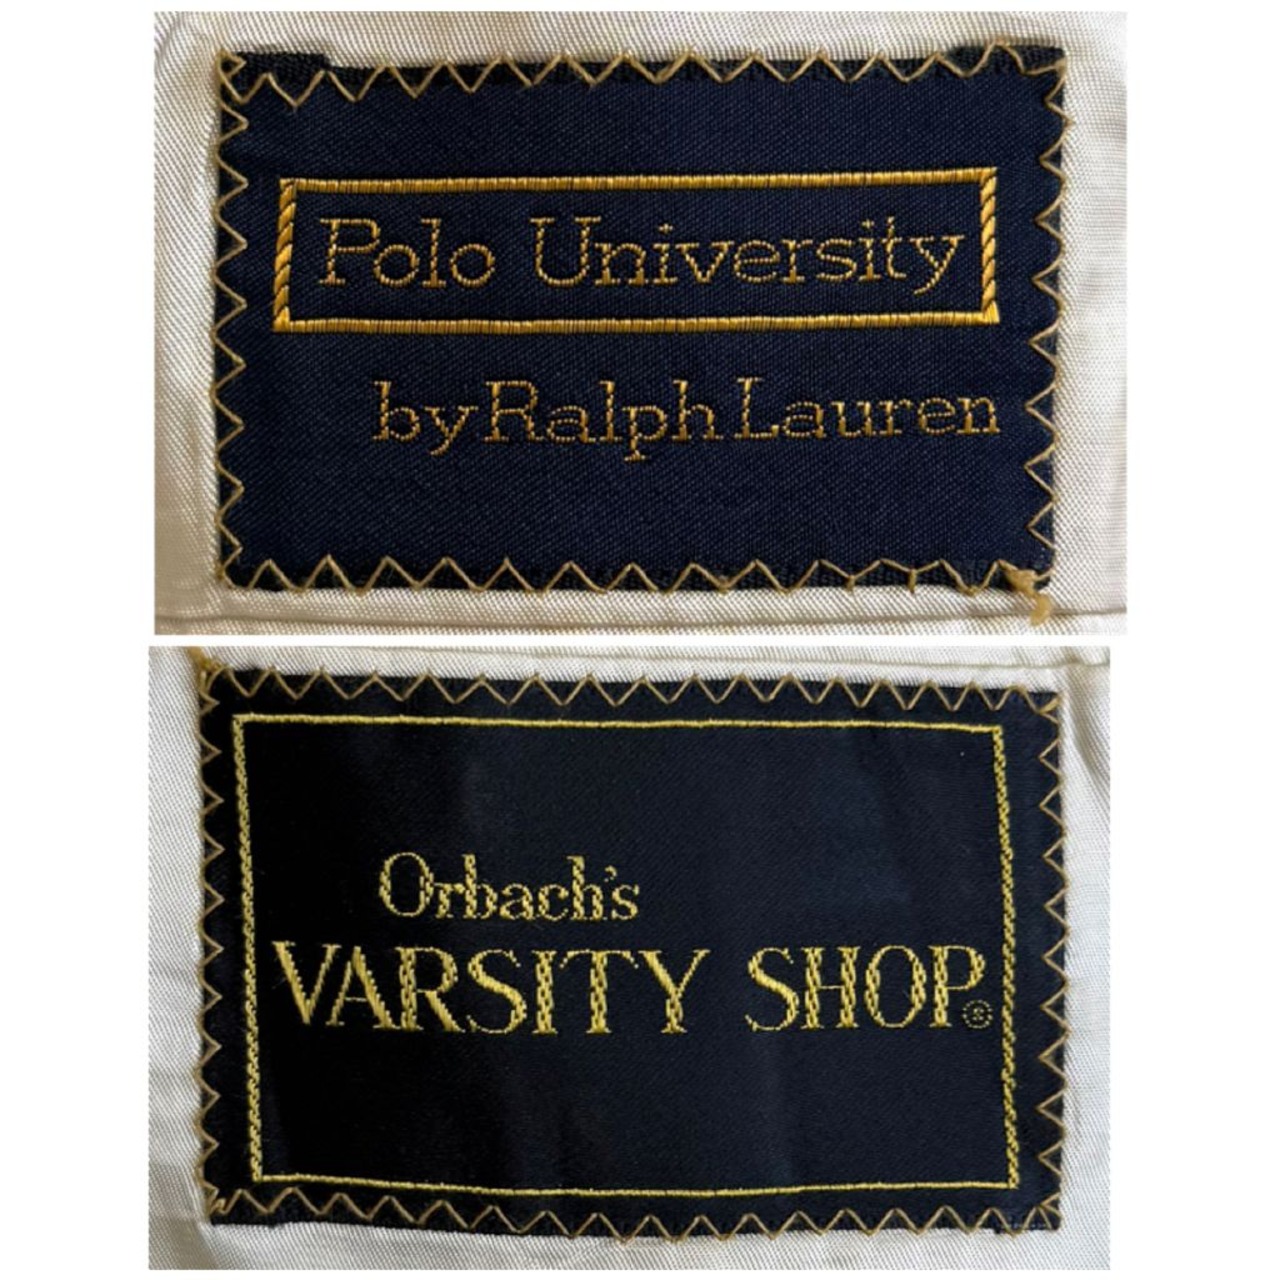 Polo University
by Ralph Lauren
Orbach's
VARSITY SHOP®